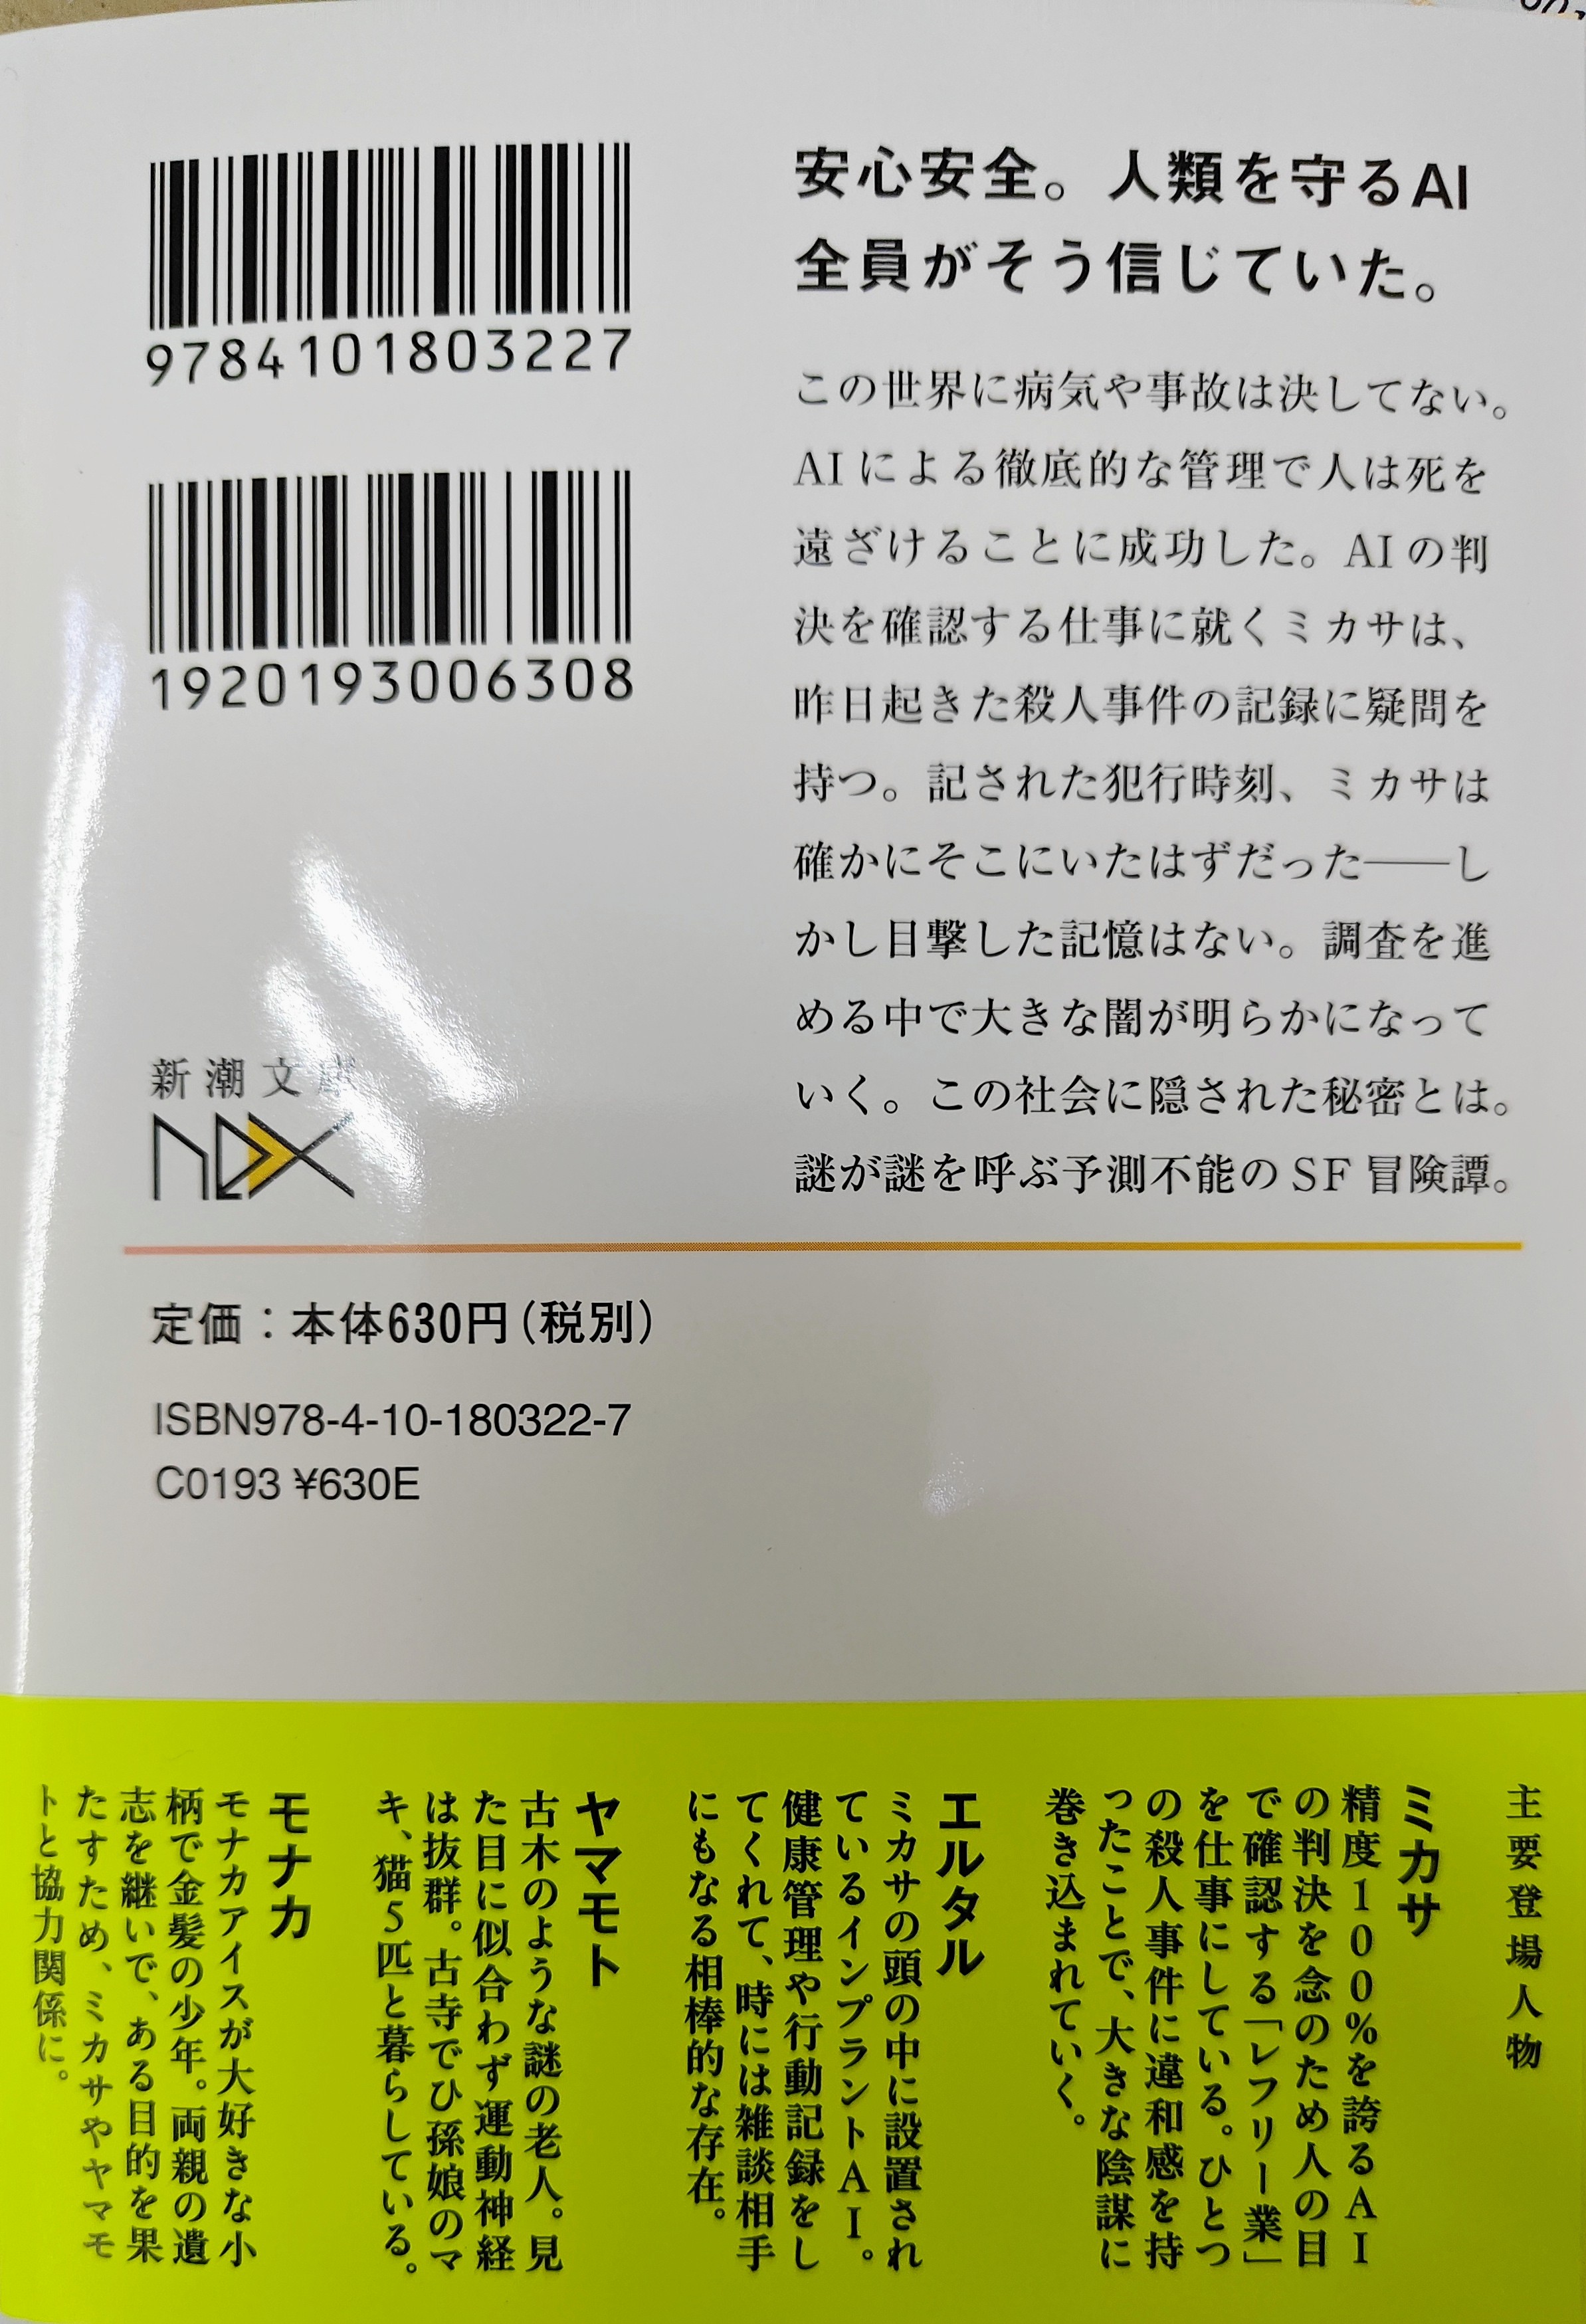 9784101803227
1920193006308
安心安全。人類を守るAI
全員がそう信じていた。
この世界に病気や事故は決してない。
AIによる徹底的な管理で人は死を
遠ざけることに成功した。AIの判
決を確認する仕事に就くミカサは、
昨日起きた殺人事件の記録に疑問を
持つ。記された犯行時刻、ミカサは
確かにそこにいたはずだった――し
かし目撃した記憶はない。調査を進
める中で大きな闇が明らかになって
いく。この社会に隠された秘密とは。
謎が謎を呼ぶ予測不能のSF冒険譚。
新潮文庫
nex
定価：本体630円（税別）
ISBN978-4-10-180322-7
C0193 ¥630E
主要登場人物
ミカサ
精度100%を誇るAI
の判決を念のため人の目
で確認する「レフリー業」
を仕事にしている。ひとつ
の殺人事件に違和感を持
ったことで、大きな陰謀に
巻き込まれていく。
エルタル
ミカサの頭の中に設置され
ているインプラントAI。
健康管理や行動記録をし
てくれて、時には雑談相手
にもなる相棒的な存在。
ヤマモト
古木のような謎の老人。見
た目に似合わず運動神経
は抜群。古寺でひ孫娘のマ
キ、猫5匹と暮らしている。
モナカ
モナカアイスが大好きな小
柄で金髪の少年。両親の遺
志を継いで、ある目的を果
たすため、ミカサやヤマモ
トと協力関係に。